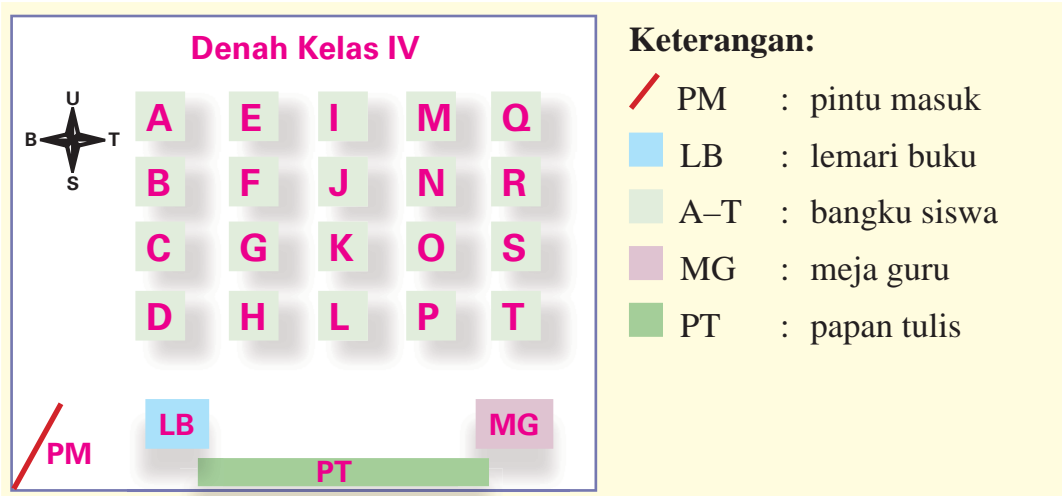 Denah Kelas IV
U
B T
S
A E I M Q
B F J N R
C G K O S
D H L P T
LB MG
PM
PT
Keterangan:
PM : pintu masuk
LB : lemari buku
A–T : bangku siswa
MG : meja guru
PT : papan tulis